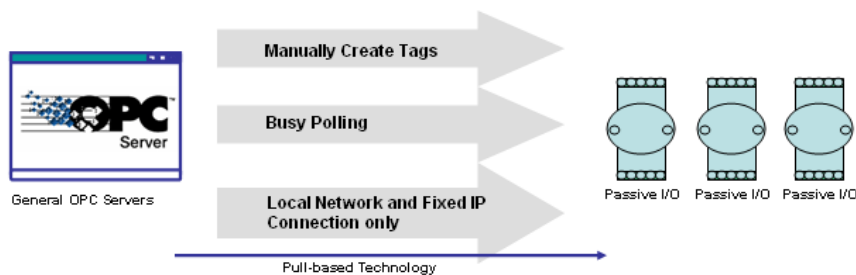 Manually Create Tags
OPC™
Server
Busy Polling
General OPC Servers
Local Network and Fixed IP
Connection only
Passive I/O Passive I/O Passive I/O
Pull-based Technology